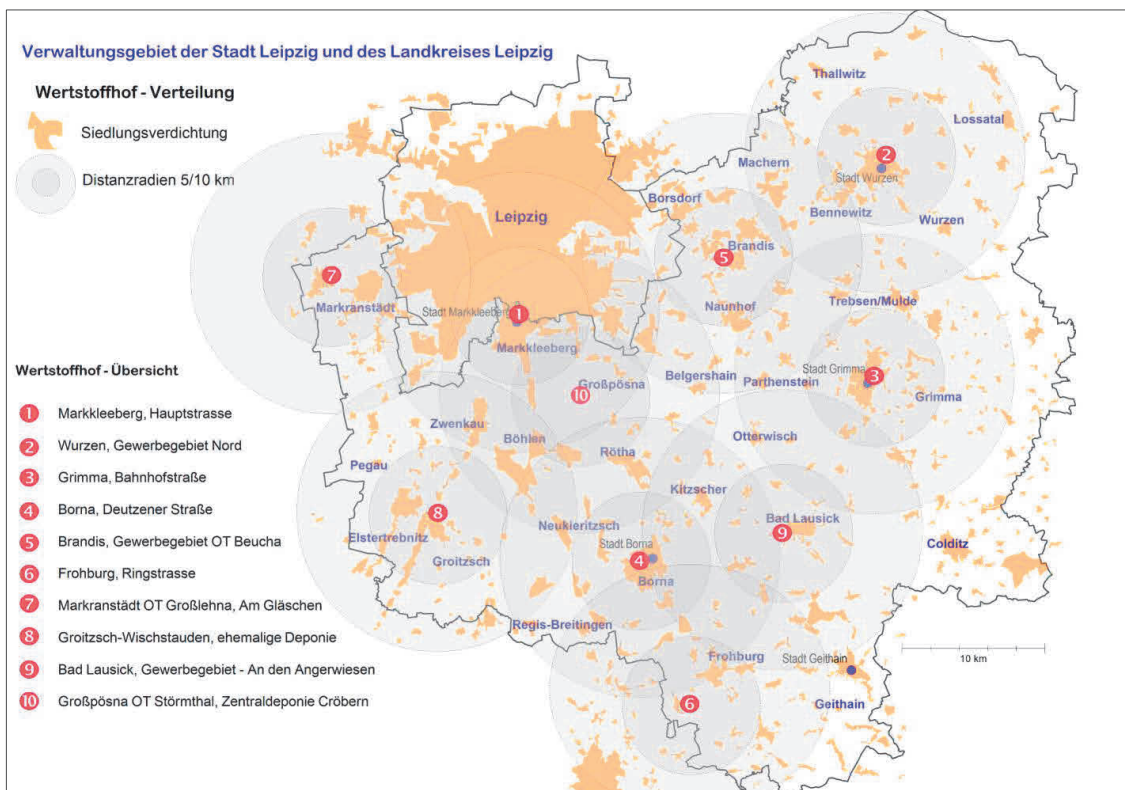 Verwaltungsgebiet der Stadt Leipzig und des Landkreises Leipzig
Wertstoffhof - Verteilung
Siedlungsverdichtung
Distanzradien 5/10 km
Wertstoffhof - Übersicht
1 Markkleeberg, Hauptstrasse
2 Wurzen, Gewerbegebiet Nord
3 Grimma, Bahnhofstraße
4 Borna, Deutzener Straße
5 Brandis, Gewerbegebiet OT Beucha
6 Frohburg, Ringstrasse
7 Markranstädt OT Großlehna, Am Gläschen
8 Groitzsch-Wischstauden, ehemalige Deponie
9 Bad Lausick, Gewerbegebiet - An den Angerwiesen
10 Großpösna OT Störmthal, Zentraldeponie Cröbern
Thallwitz
Lossatal
2
Machern
Stadt Wurzen
Borsdorf
Bennewitz
Wurzen
Leipzig
Brandis
5
7
Markranstädt
Stadt Markkleeberg
1
Naunhof
Trebsen/Mulde
Markkleeberg
Großpösna
10
Belgershain
Parthenstein
Stadt Grimma
3
Grimma
Zwenkau
Böhlen
Rötha
Otterwisch
Pegau
Kitzscher
8
Elstertrebnitz
Neukieritzsch
Bad Lausick
9
Groitzsch
Stadt Borna
4
Borna
Colditz
Regis-Breitingen
Frohburg
6
Stadt Geithain
Geithain
10 km